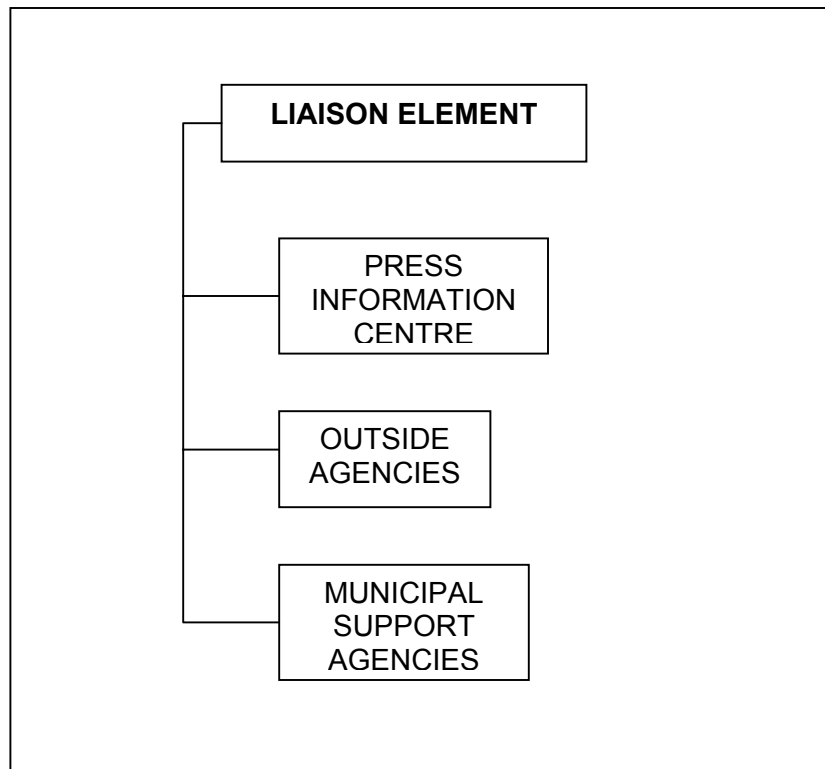 LIAISON ELEMENT
PRESS
INFORMATION
CENTRE
OUTSIDE
AGENCIES
MUNICIPAL
SUPPORT
AGENCIES